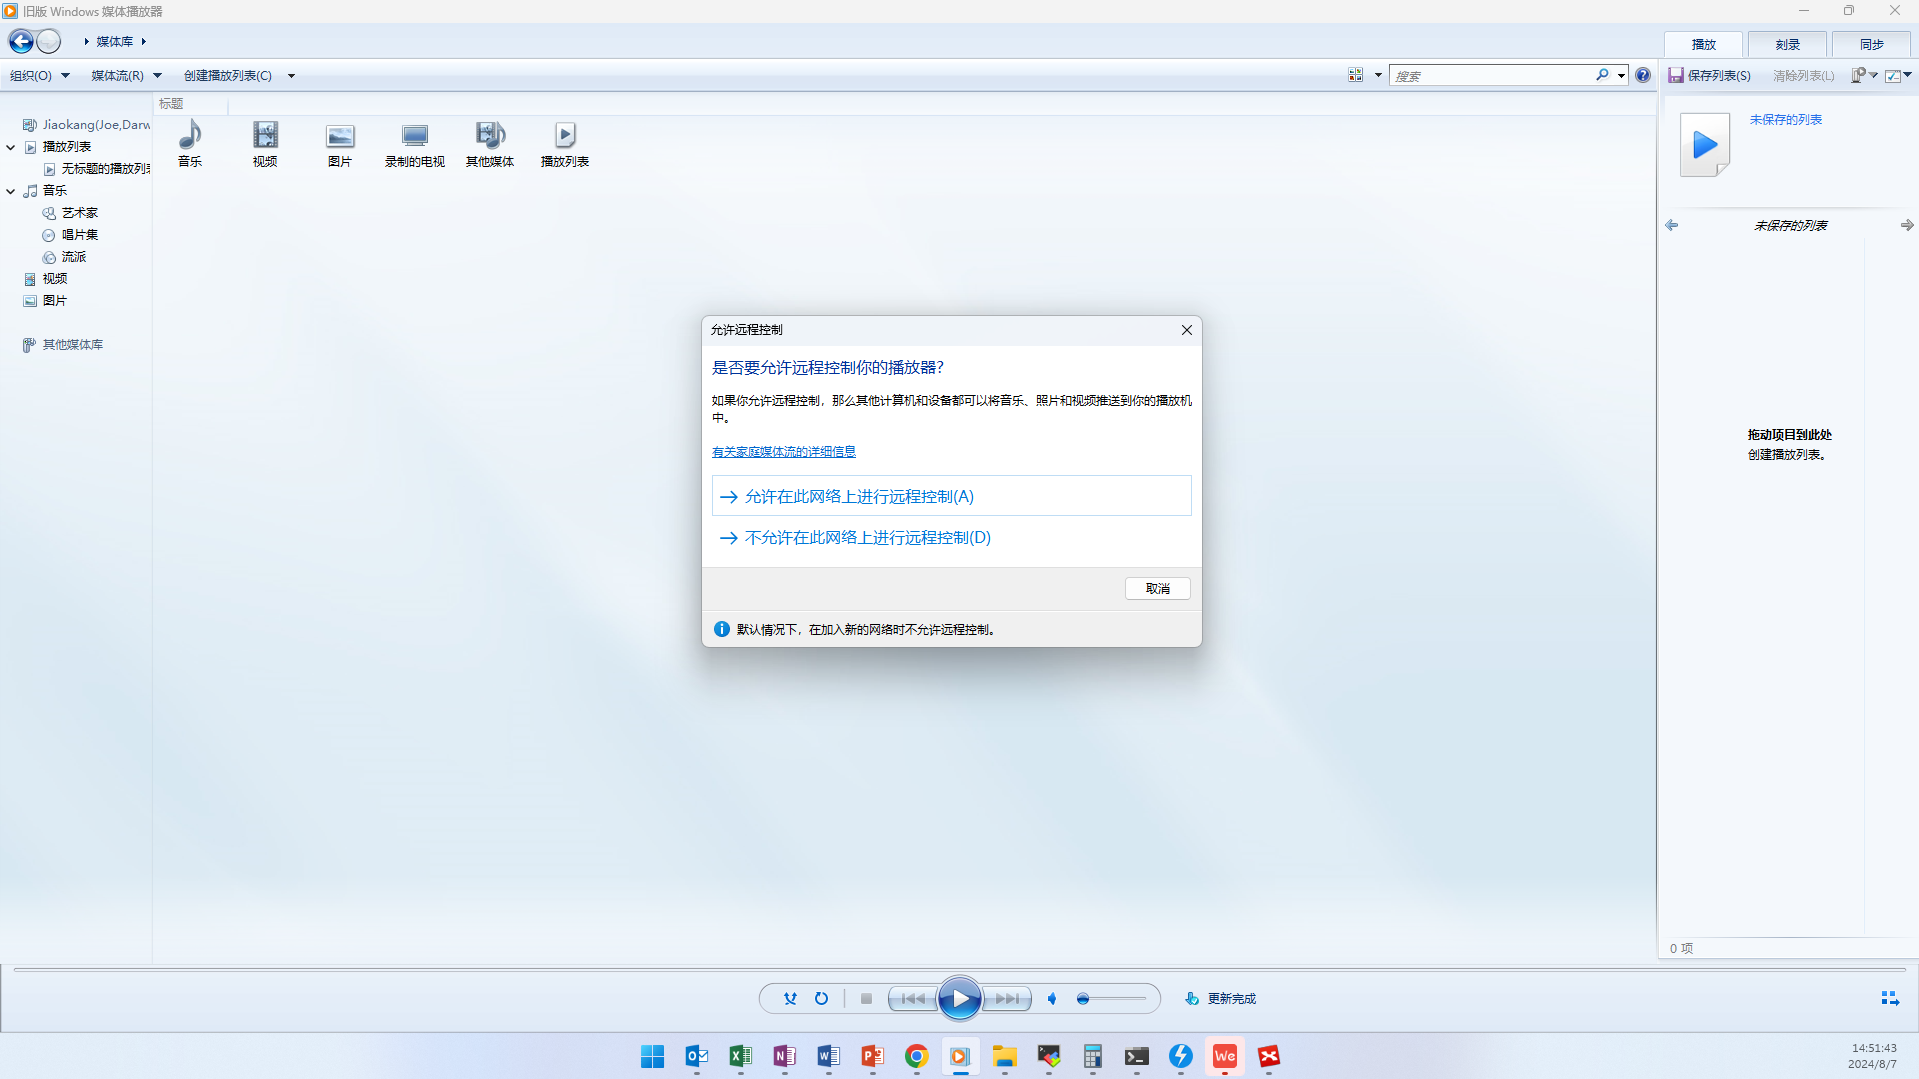 旧版 Windows 媒体播放器
媒体库
播放
刻录
同步
组织(O)
媒体流(R)
创建播放列表(C)
搜索
保存列表(S)
清除列表(L)
标题
Jiaokang(Joe,Darw
播放列表
无标题的播放列表
音乐
艺术家
唱片集
流派
视频
图片
其他媒体库
音乐
视频
图片
录制的电视
其他媒体
播放列表
未保存的列表
未保存的列表
拖动项目到此处
创建播放列表。
0 项
允许远程控制
是否要允许远程控制你的播放器?
如果你允许远程控制，那么其他计算机和设备都可以将音乐、照片和视频推送到你的播放机
中。
有关家庭媒体流的详细信息
允许在此网络上进行远程控制(A)
不允许在此网络上进行远程控制(D)
取消
默认情况下，在加入新的网络时不允许远程控制。
更新完成
We
14:51:43
2024/8/7